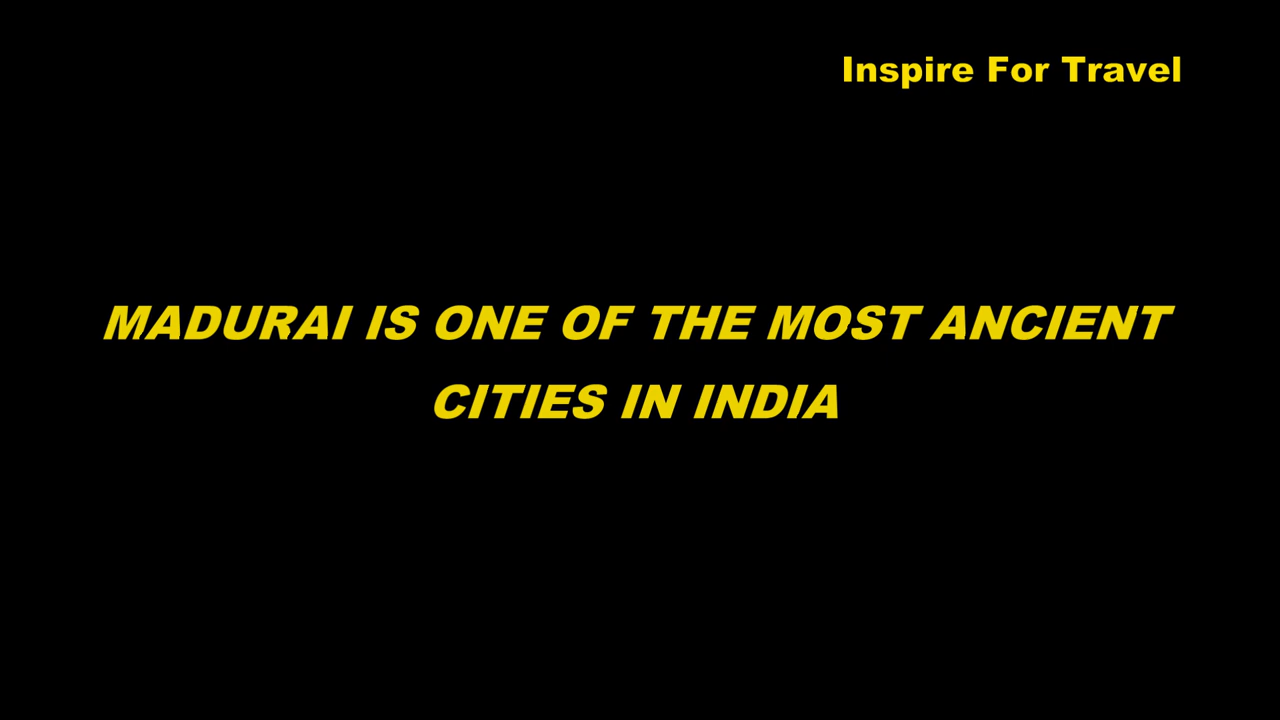 Inspire For Travel
MADURAI IS ONE OF THE MOST ANCIENT
CITIES IN INDIA